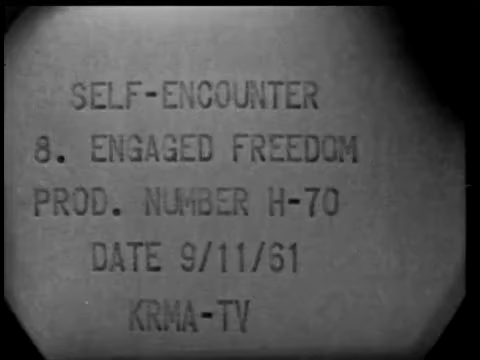 SELF-ENCOUNTER
8. ENGAGED FREEDOM
PROD. NUMBER H-70
DATE 9/11/61
KRMA-TV